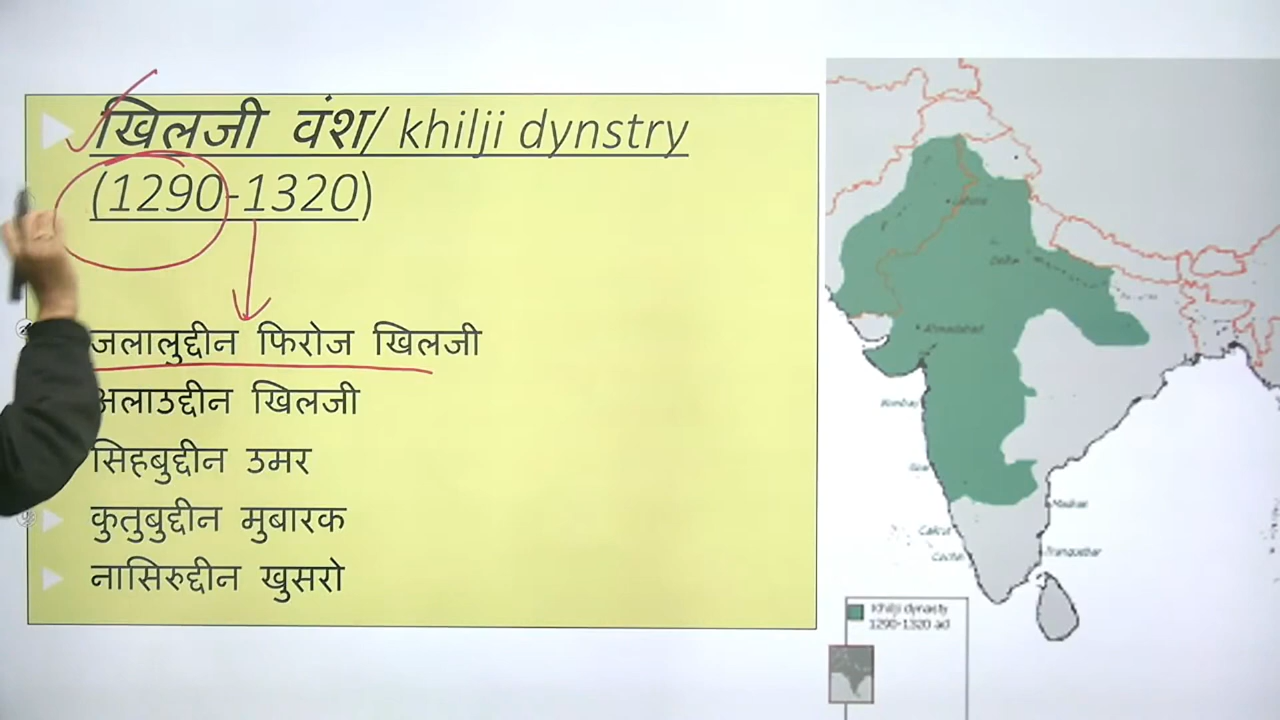 खिलजी वंश/ khilji dynstry
(1290-1320)
जलालुद्दीन फिरोज खिलजी
अलाउद्दीन खिलजी
सिहबुद्दीन उमर
कुतुबुद्दीन मुबारक
नासिरुद्दीन खुसरो
Lahore
Delhi
Ahmadabad
Bombay
Goa
Madras
Calicut
Cochin
Tranquebar
Khilji dynasty
1290-1320 ad